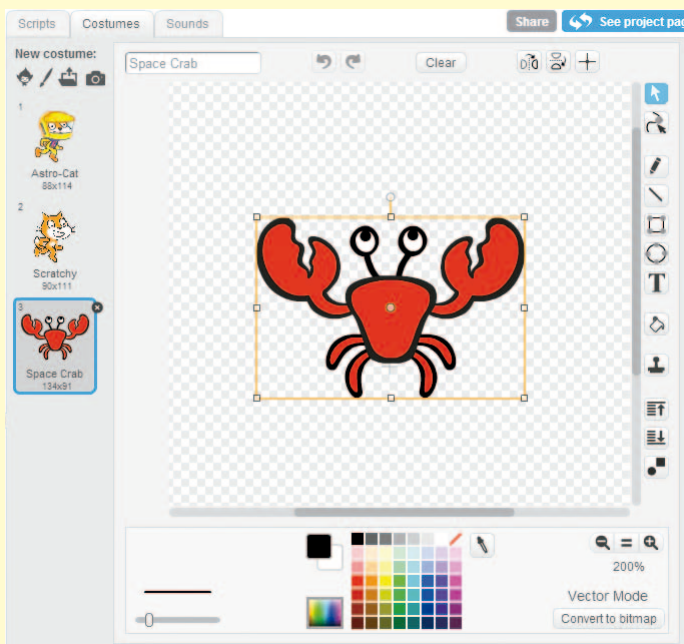 Scripts Costumes Sounds Share See project pag
New costume:
Space Crab Clear
1
Astro-Cat
88x114
2
Scratchy
90x111
3
Space Crab
134x91
T
200%
Vector Mode
Convert to bitmap